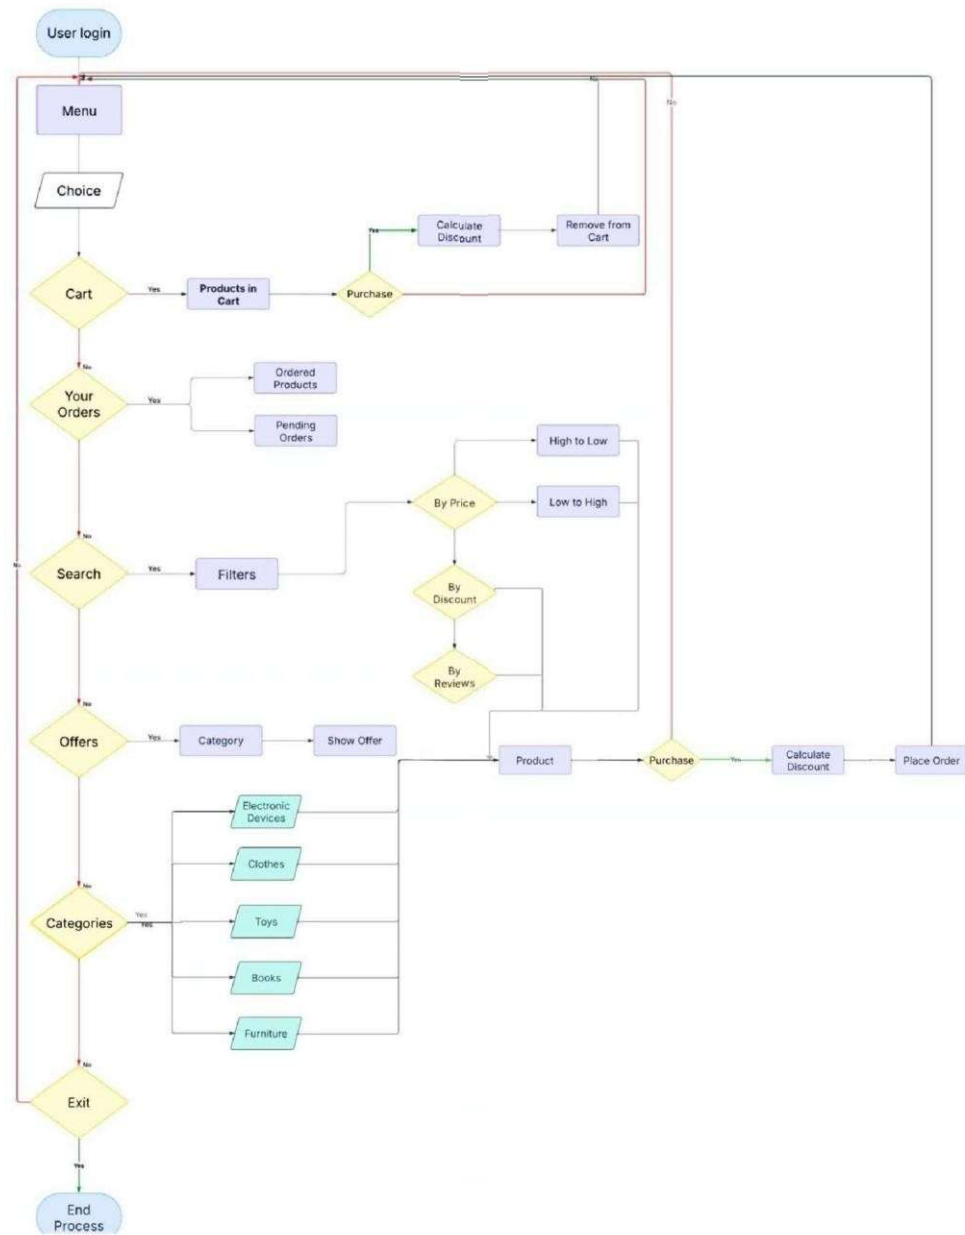 User login
Menu
No
No
Choice
Calculate
Discount
Remove from
Cart
Yes
Cart
Yes
Products in
Cart
Purchase
No
Your
Orders
Yes
Ordered
Products
Pending
Orders
High to Low
By Price
Low to High
No
Search
Yes
Filters
No
By
Discount
By
Reviews
No
Offers
Yes
Category
Show Offer
Product
Purchase
Yes
Calculate
Discount
Place Order
Electronic
Devices
Clothes
No
Categories
Yes
Yes
Toys
Books
Furniture
No
Exit
Yes
End
Process